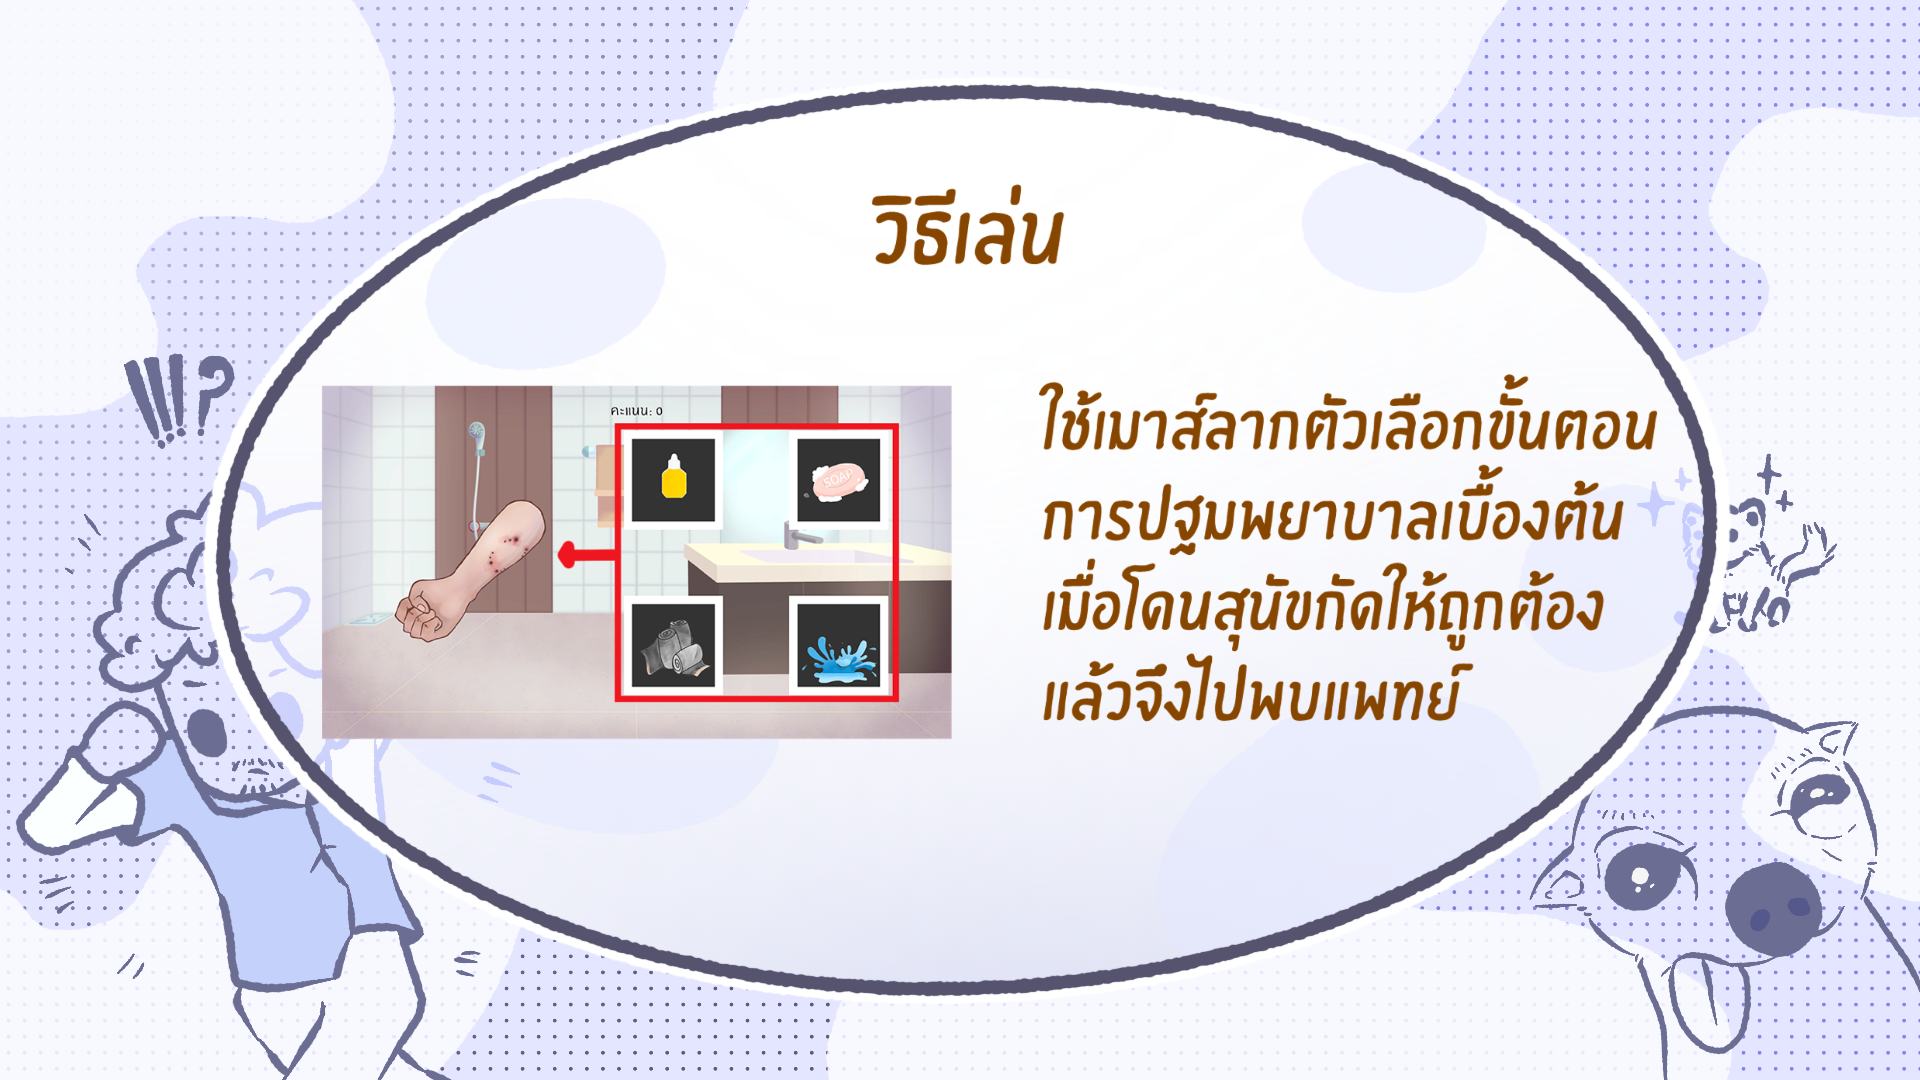 วิธีเล่น
!!!?
คะแนน: 0
SOAP
ใช้เมาส์ลากตัวเลือกขั้นตอน
การปฐมพยาบาลเบื้องต้น
เมื่อโดนสุนัขกัดให้ถูกต้อง
แล้วจึงไปพบแพทย์